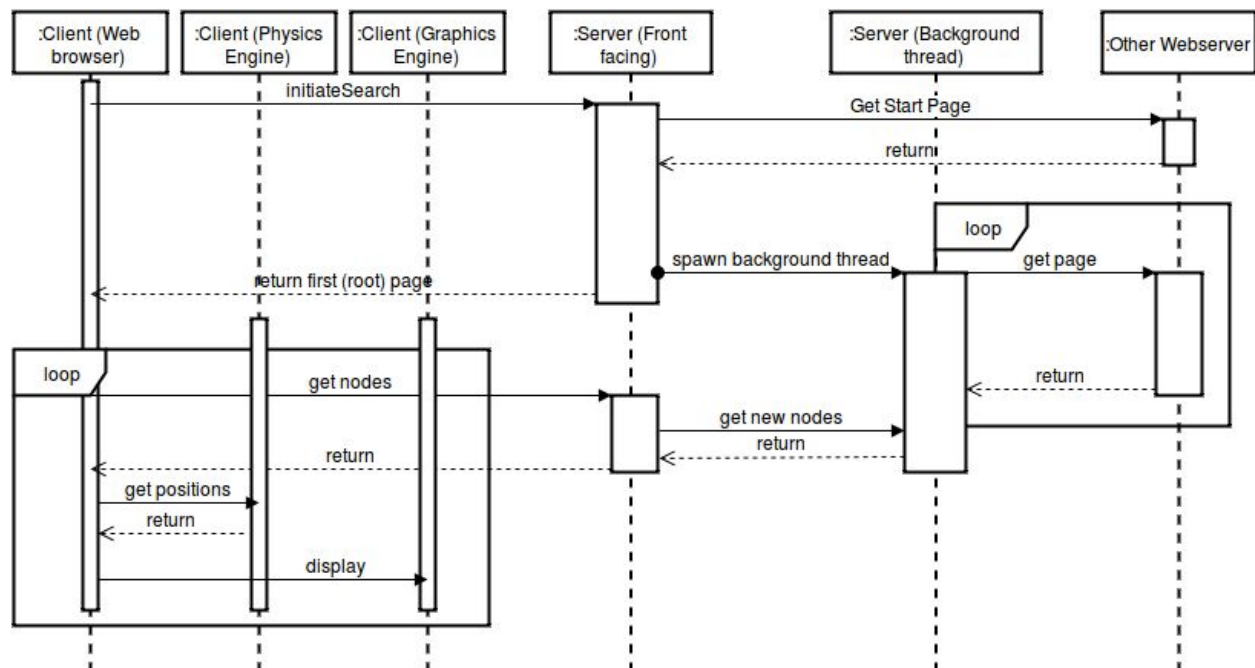 :Client (Web
browser)
:Client (Physics
Engine)
:Client (Graphics
Engine)
:Server (Front
facing)
:Server (Background
thread)
:Other Webserver
initiateSearch
Get Start Page
return
loop
spawn background thread
get page
return first (root) page
loop
get nodes
return
get new nodes
return
return
get positions
return
display